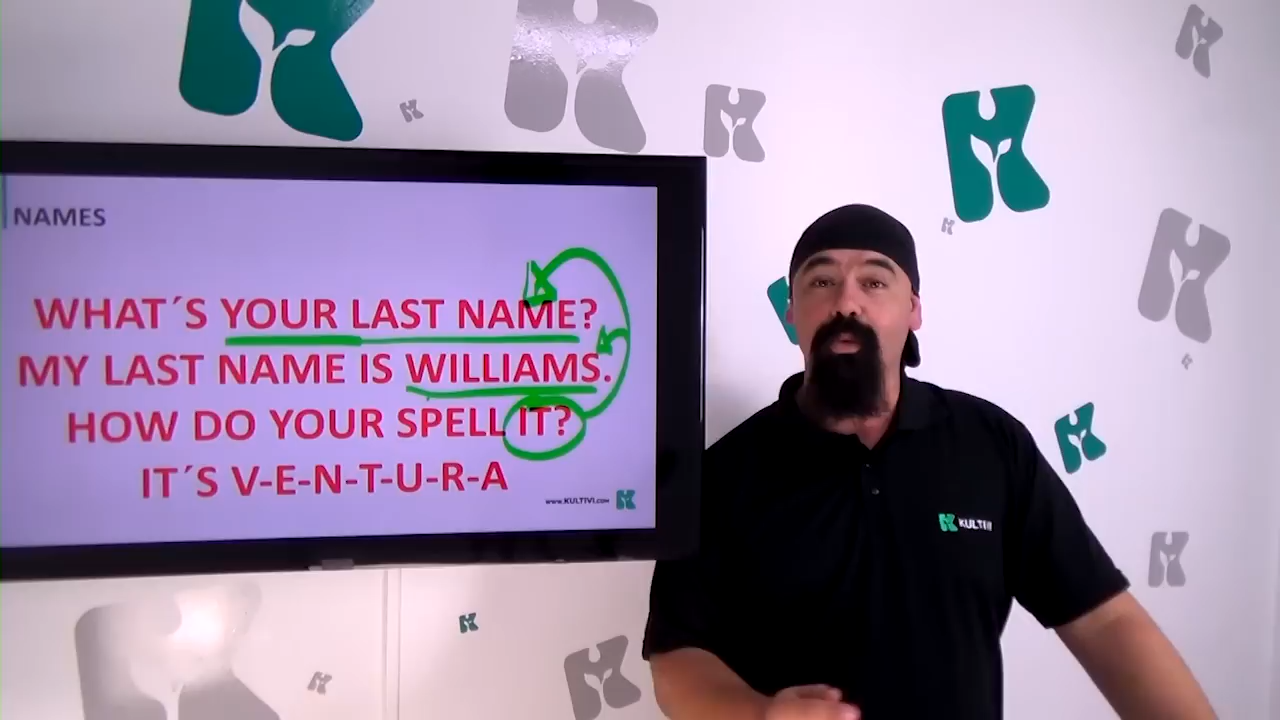 NAMES
WHAT´S YOUR LAST NAME?
MY LAST NAME IS WILLIAMS.
HOW DO YOUR SPELL IT?
IT´S V-E-N-T-U-R-A
www.KULTIVI.com
KULTIVI